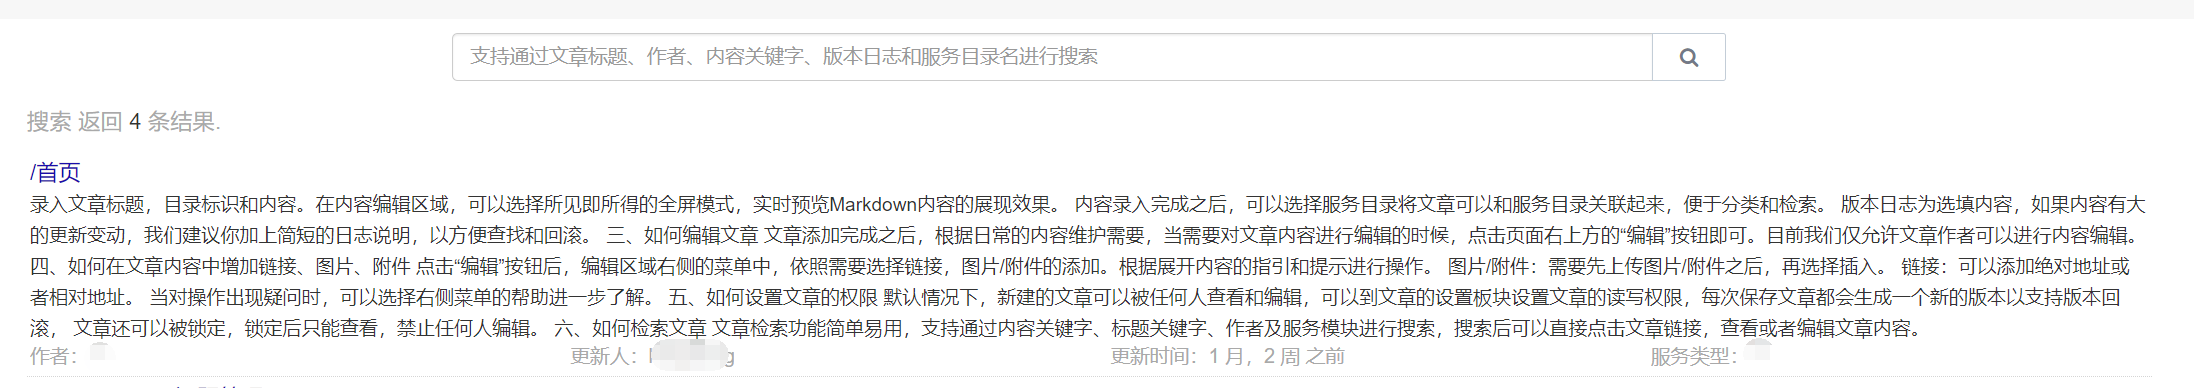 支持通过文章标题、作者、内容关键字、版本日志和服务目录名进行搜索
搜索 返回 4 条结果.
/首页
录入文章标题，目录标识和内容。在内容编辑区域，可以选择所见即所得的全屏模式，实时预览Markdown内容的展现效果。 内容录入完成之后，可以选择服务目录将文章可以和服务目录关联起来，便于分类和检索。 版本日志为选填内容，如果内容有大
的更新变动，我们建议你加上简短的日志说明，以方便查找和回滚。 三、如何编辑文章 文章添加完成之后，根据日常的内容维护需要，当需要对文章内容进行编辑的时候，点击页面右上方的“编辑”按钮即可。目前我们仅允许文章作者可以进行内容编辑。
四、如何在文章内容中增加链接、图片、附件 点击“编辑”按钮后，编辑区域右侧的菜单中，依照需要选择链接，图片/附件的添加。根据展开内容的指引和提示进行操作。 图片/附件：需要先上传图片/附件之后，再选择插入。 链接：可以添加绝对地址或
者相对地址。 当对操作出现疑问时，可以选择右侧菜单的帮助进一步了解。 五、如何设置文章的权限 默认情况下，新建的文章可以被任何人查看和编辑，可以到文章的设置板块设置文章的读写权限，每次保存文章都会生成一个新的版本以支持版本回
滚， 文章还可以被锁定，锁定后只能查看，禁止任何人编辑。 六、如何检索文章 文章检索功能简单易用，支持通过内容关键字、标题关键字、作者及服务模块进行搜索，搜索后可以直接点击文章链接，查看或者编辑文章内容。
作者： 更新人： 更新时间：1 月，2 周 之前 服务类型：